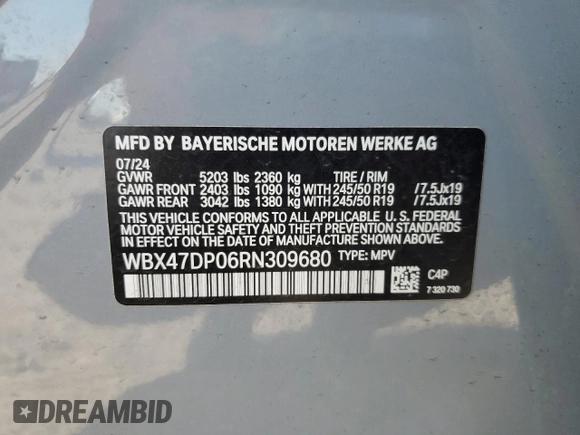 MFD BY BAYERISCHE MOTOREN WERKE AG
07/24
GVWR 5203 lbs 2360 kg TIRE / RIM
GAWR FRONT 2403 lbs 1090 kg WITH 245/50 R19 /7.5Jx19
GAWR REAR 3042 lbs 1380 kg WITH 245/50 R19 /7.5Jx19
THIS VEHICLE CONFORMS TO ALL APPLICABLE U. S. FEDERAL
MOTOR VEHICLE SAFETY, BUMPER, AND THEFT PREVENTION
STANDARDS IN EFFECT ON THE DATE OF MANUFACTURE SHOWN ABOVE.
WBX47DP06RN309680 TYPE: MPV
C4P
7 320 730
DREAMBID